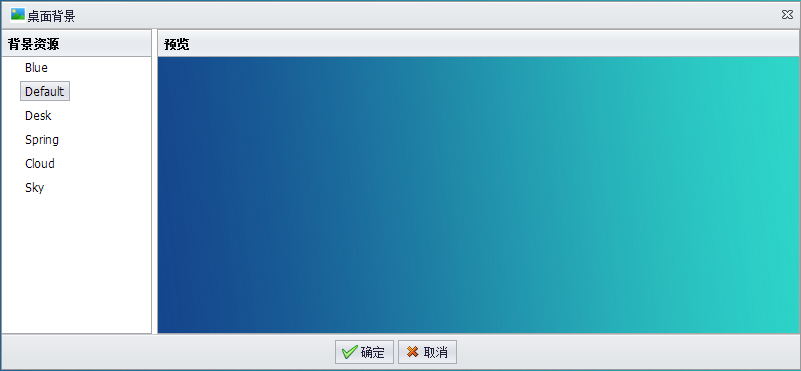 桌面背景
背景资源
预览
Blue
Default
Desk
Spring
Cloud
Sky
确定
取消